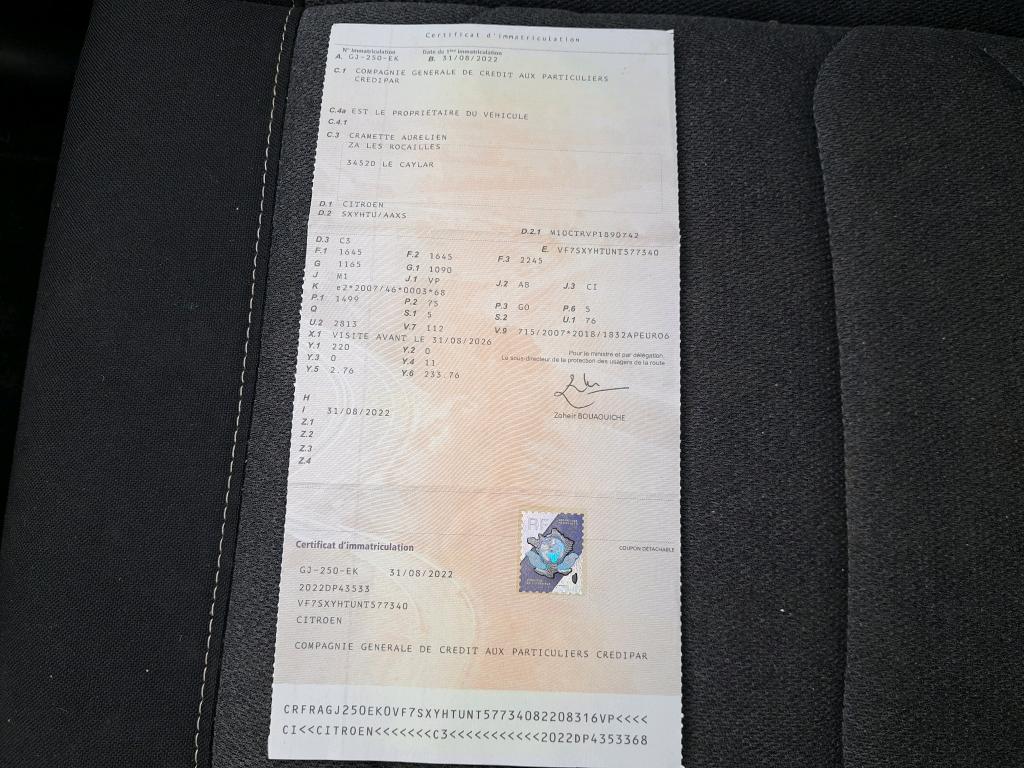 Certificat d'immatriculation
N° Immatriculation Date de 1ère immatriculation
A. GJ-250-EK B. 31/08/2022
C.1 COMPAGNIE GENERALE DE CREDIT AUX PARTICULIERS
CREDIPAR
C.4a EST LE PROPRIETAIRE DU VEHICULE
C.4.1
C.3 CRAMETTE AURELIEN
ZA LES ROCAILLES
34520 LE CAYLAR
D.1 CITROEN
D.2 SXYHTU/AAXS
D.2.1 M10CTRVP1890742
D.3 C3 E. VF7SXYHTUNT577340
F.1 1645 F.2 1645 F.3 2245
G 1165 G.1 1090
J M1 J.1 VP J.2 AB J.3 CI
K e2*2007/46*0003*68
P.1 1499 P.2 75 P.3 GO P.6 5
Q S.1 5 S.2 U.1 76
U.2 2813 V.7 112 V.9 715/2007*2018/1832APEURO6
X.1 VISITE AVANT LE 31/08/2026
Y.1 220 Y.2 0
Y.3 0 Y.4 11
Y.5 2.76 Y.6 233.76
Pour le ministre et par délégation,
Le sous-directeur de la protection des usagers de la route
Zoheir BOUAOUICHE
H
I 31/08/2022
Z.1
Z.2
Z.3
Z.4
RF
Certificat d'immatriculation COUPON DÉTACHABLE
GJ-250-EK 31/08/2022
2022DP43533
VF7SXYHTUNT577340
CITROEN
COMPAGNIE GENERALE DE CREDIT AUX PARTICULIERS CREDIPAR
CRFRAGJ250EK0VF7SXYHTUNT57734082208316VP<<<<
CI<<CITROEN<<<<<<<C3<<<<<<<<<<<2022DP4353368